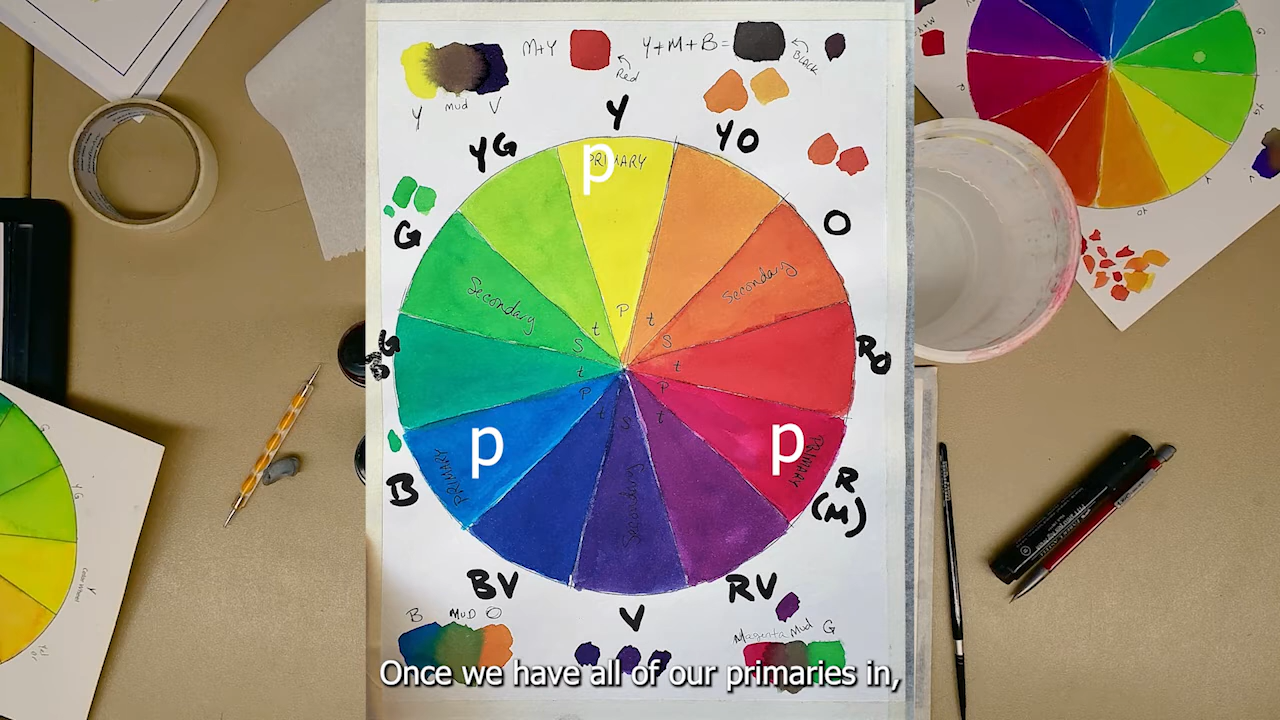 M+Y
Red
Y+M+B=
BLACK
Y Mud V
Y
YG
YO
PRIMARY
p
G
O
Secondary
Secondary
P
t
t
S
S
t
t
P
P
t
t
S
G
RO
p
p
PRIMARY
PRIMARY
Secondary
B
R
(M)
BV
RV
V
B MUD O
Magenta Mud G
Once we have all of our primaries in,